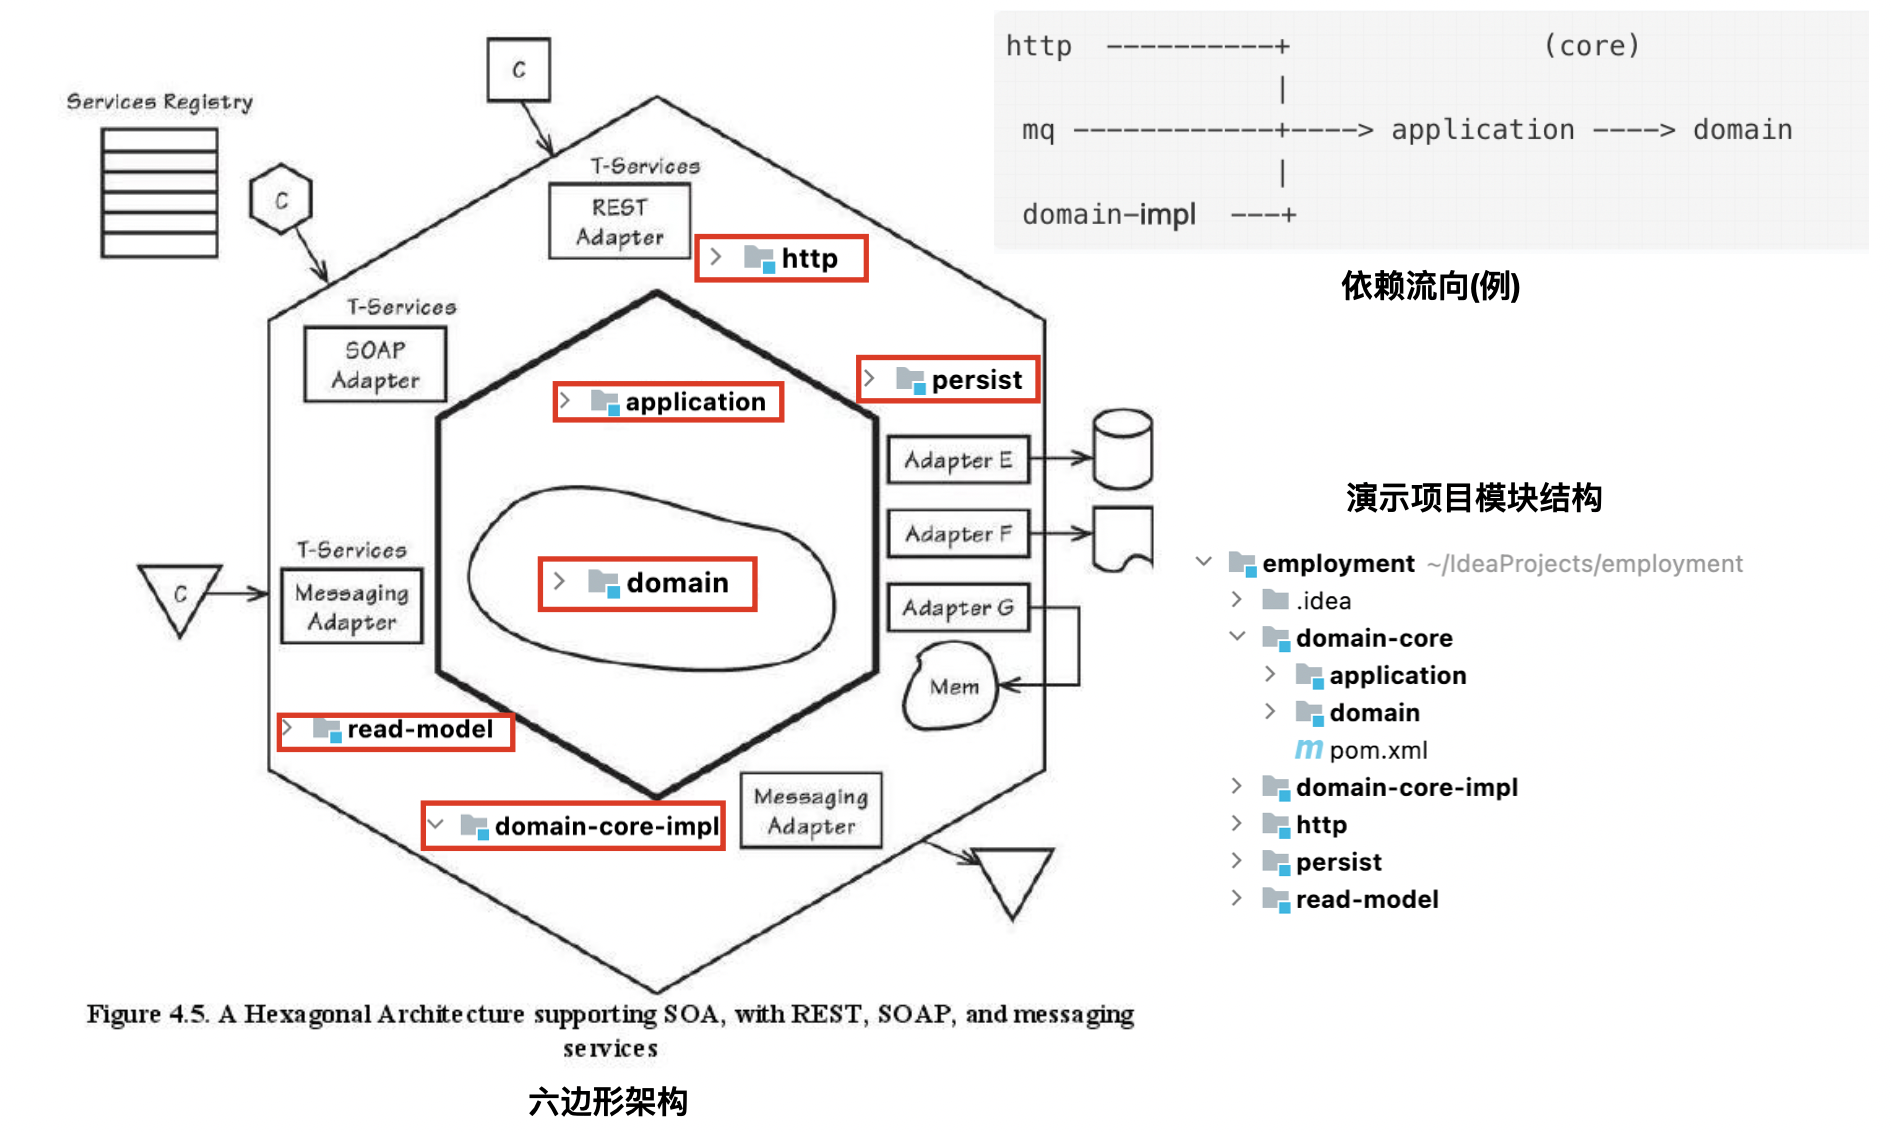 Services Registry
C
C
T-Services
REST
Adapter
http
T-Services
SOAP
Adapter
application
persist
Adapter E
Adapter F
T-Services
Messaging
Adapter
C
domain
Adapter G
Mem
read-model
domain-core-impl
Messaging
Adapter
Figure 4.5. A Hexagonal Architecture supporting SOA, with REST, SOAP, and messaging
services
六边形架构
http ----------+ (core)
|
mq ------------+----> application ----> domain
|
domain-impl ---+
依赖流向(例)
演示项目模块结构
employment ~/IdeaProjects/employment
.idea
domain-core
application
domain
m pom.xml
domain-core-impl
http
persist
read-model